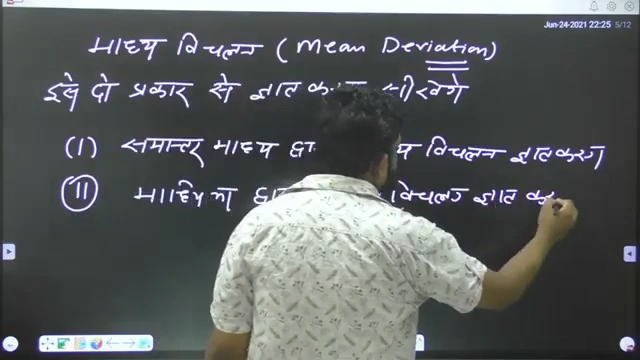 Jun-24-2021 22:25 5/12
माध्य विचलन (Mean Deviation)
इसे दो प्रकार से ज्ञात करना सीखेंगे
(I) समान्तर माध्य द्वा विचलन ज्ञात करना
(II) माध्यिका द्वा विचलन ज्ञात कर